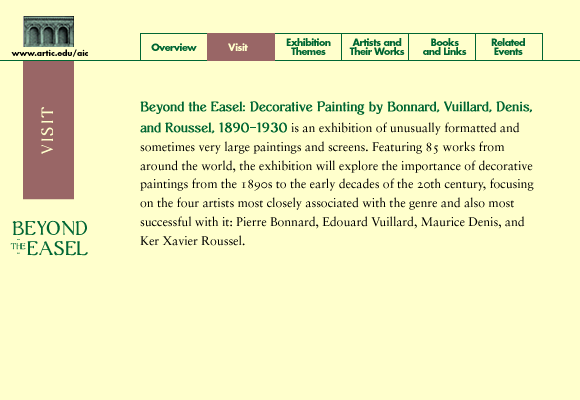 www.artic.edu/aic
Overview
Visit
Exhibition
Themes
Artists and
Their Works
Books
and Links
Related
Events
VISIT
BEYOND
THE EASEL
Beyond the Easel: Decorative Painting by Bonnard, Vuillard, Denis,
and Roussel, 1890–1930 is an exhibition of unusually formatted and
sometimes very large paintings and screens. Featuring 85 works from
around the world, the exhibition will explore the importance of decorative
paintings from the 1890s to the early decades of the 20th century, focusing
on the four artists most closely associated with the genre and also most
successful with it: Pierre Bonnard, Edouard Vuillard, Maurice Denis, and
Ker Xavier Roussel.